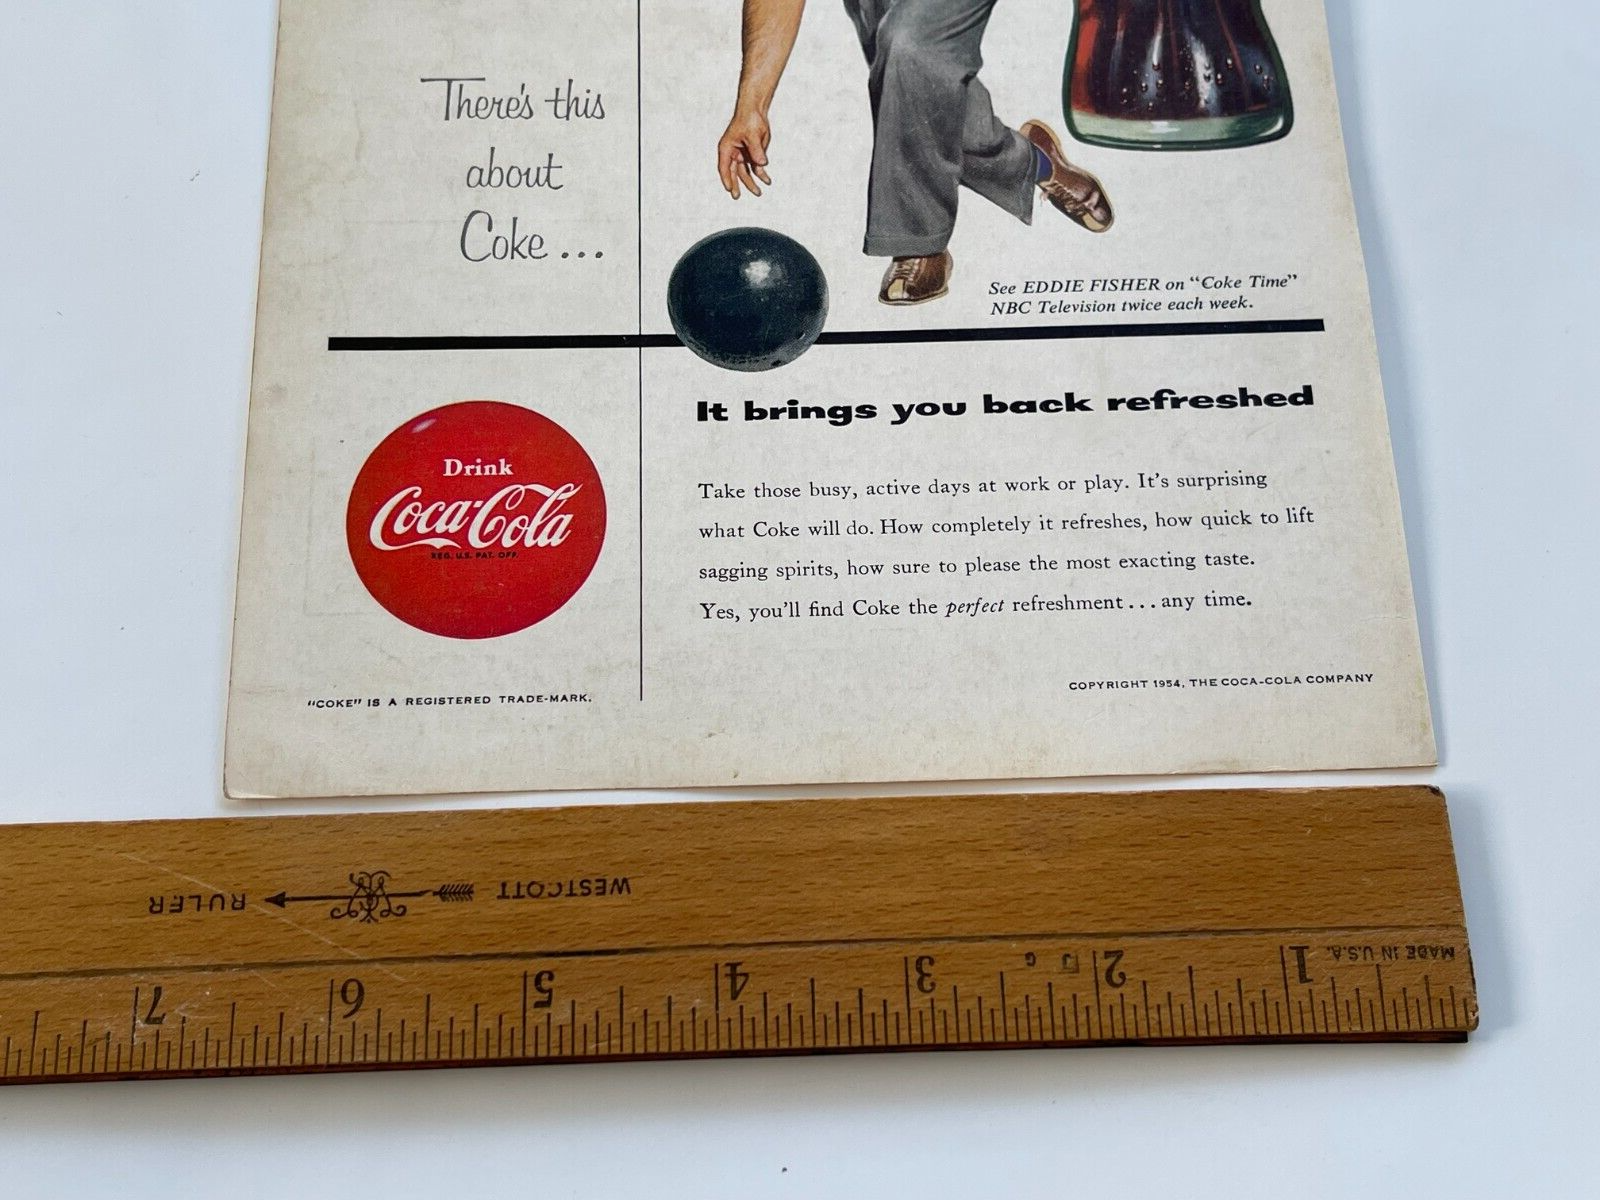 There's this
about
Coke ...
See EDDIE FISHER on "Coke Time"
NBC Television twice each week.
It brings you back refreshed
Drink
Coca-Cola
REG. U.S. PAT. OFF.
Take those busy, active days at work or play. It's surprising
what Coke will do. How completely it refreshes, how quick to lift
sagging spirits, how sure to please the most exacting taste.
Yes, you'll find Coke the perfect refreshment ... any time.
"COKE" IS A REGISTERED TRADE-MARK.
COPYRIGHT 1954, THE COCA-COLA COMPANY
WESTCOTT RULER
MADE IN U.S.A.
1 2 3 4 5 6 7